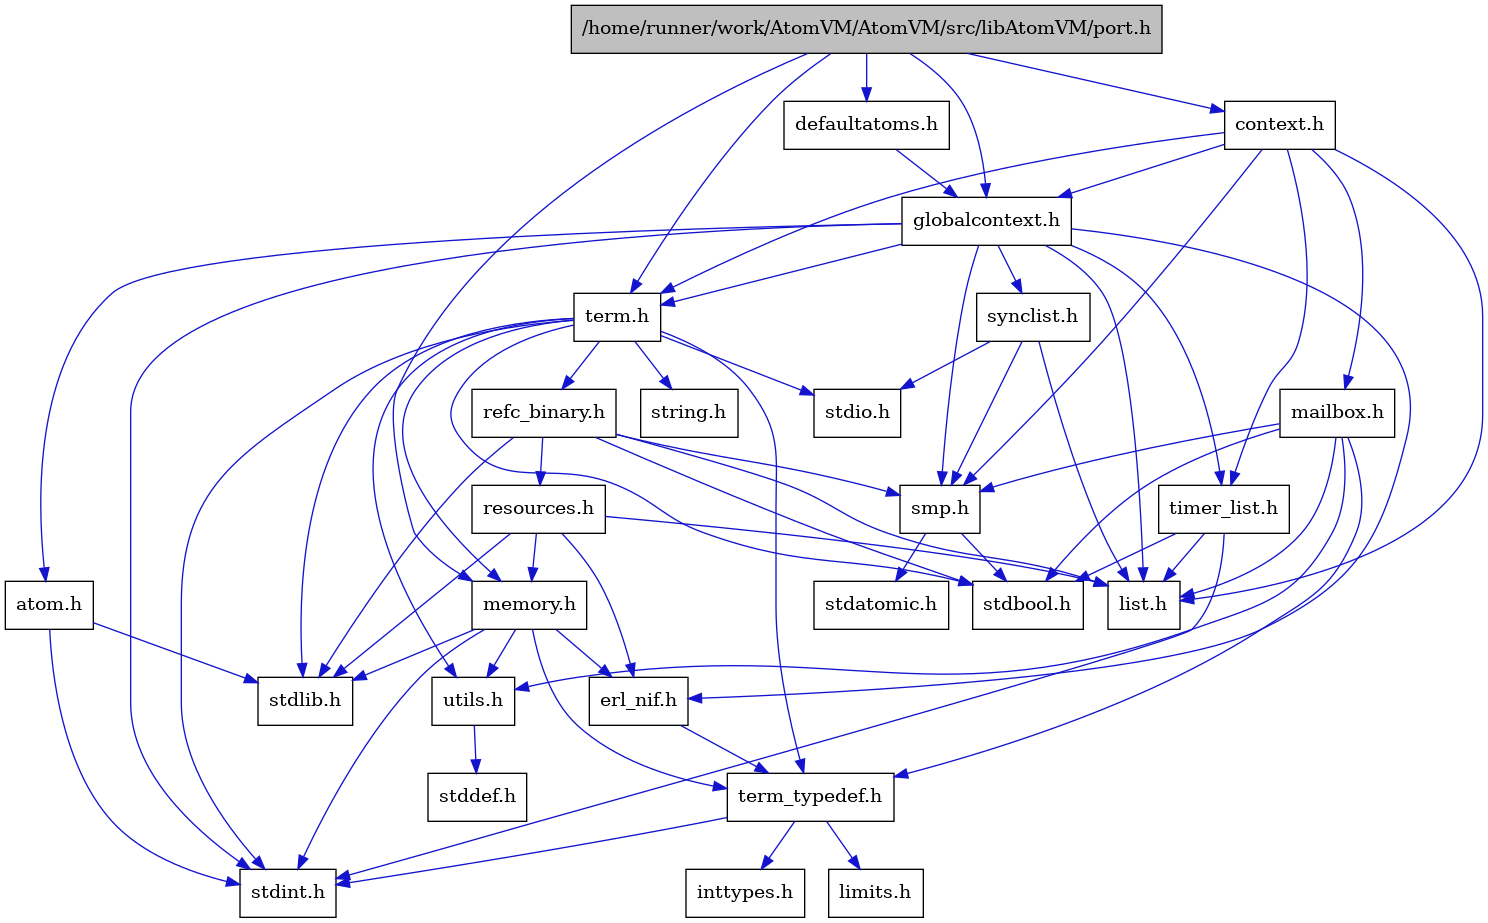 /home/runner/work/AtomVM/AtomVM/src/libAtomVM/port.h
defaultatoms.h
context.h
globalcontext.h
term.h
synclist.h
refc_binary.h
string.h
stdio.h
mailbox.h
resources.h
smp.h
timer_list.h
atom.h
memory.h
stdatomic.h
stdbool.h
list.h
stdlib.h
utils.h
erl_nif.h
stddef.h
term_typedef.h
stdint.h
inttypes.h
limits.h